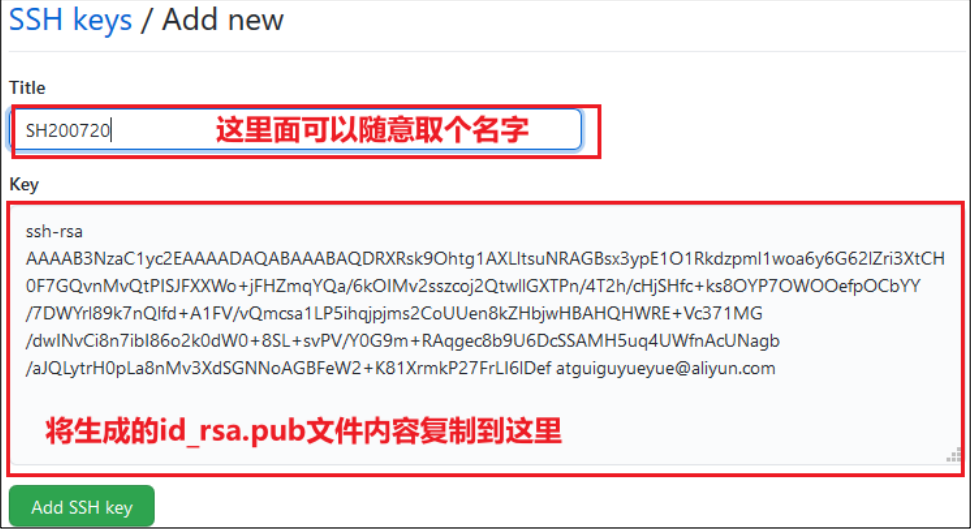 SSH keys / Add new
Title
SH200720
这里面可以随意取个名字
Key
ssh-rsa
AAAAB3NzaC1yc2EAAAADAQABAAABAQDRXRsk9Ohtg1AXLltsuNRAGBsx3ypE1O1Rkdzpml1woa6y6G62lZri3XtCH
0F7GQvnMvQtPISJFXXWo+jFHZmqYQa/6kOIMv2sszcoj2QtwllGXTPn/4T2h/cHjSHfc+ks8OYP7OWOOefpOCbYY
/7DWYrl89k7nQlfd+A1FV/vQmcsa1LP5ihqjpjms2CoUUen8kZHbjwHBAHQHWRE+Vc371MG
/dwINvCi8n7ibI86o2k0dW0+8SL+svPV/Y0G9m+RAqgec8b9U6DcSSAMH5uq4UWfnAcUNagb
/aJQLytrH0pLa8nMv3XdSGNNoAGBFeW2+K81XrmkP27FrLI6lDef atguiguyueyue@aliyun.com
将生成的id_rsa.pub文件内容复制到这里
Add SSH key